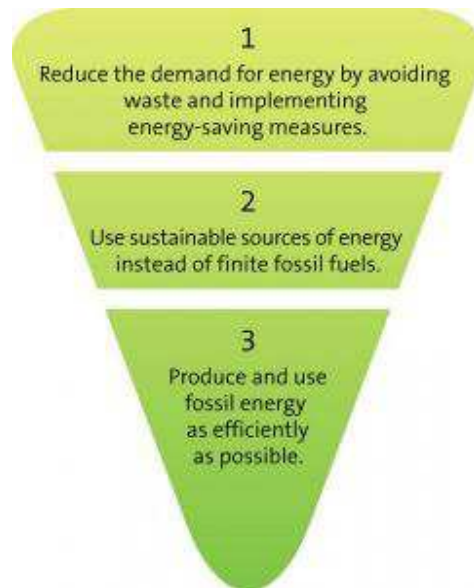 1
Reduce the demand for energy by avoiding
waste and implementing
energy-saving measures.
2
Use sustainable sources of energy
instead of finite fossil fuels.
3
Produce and use
fossil energy
as efficiently
as possible.